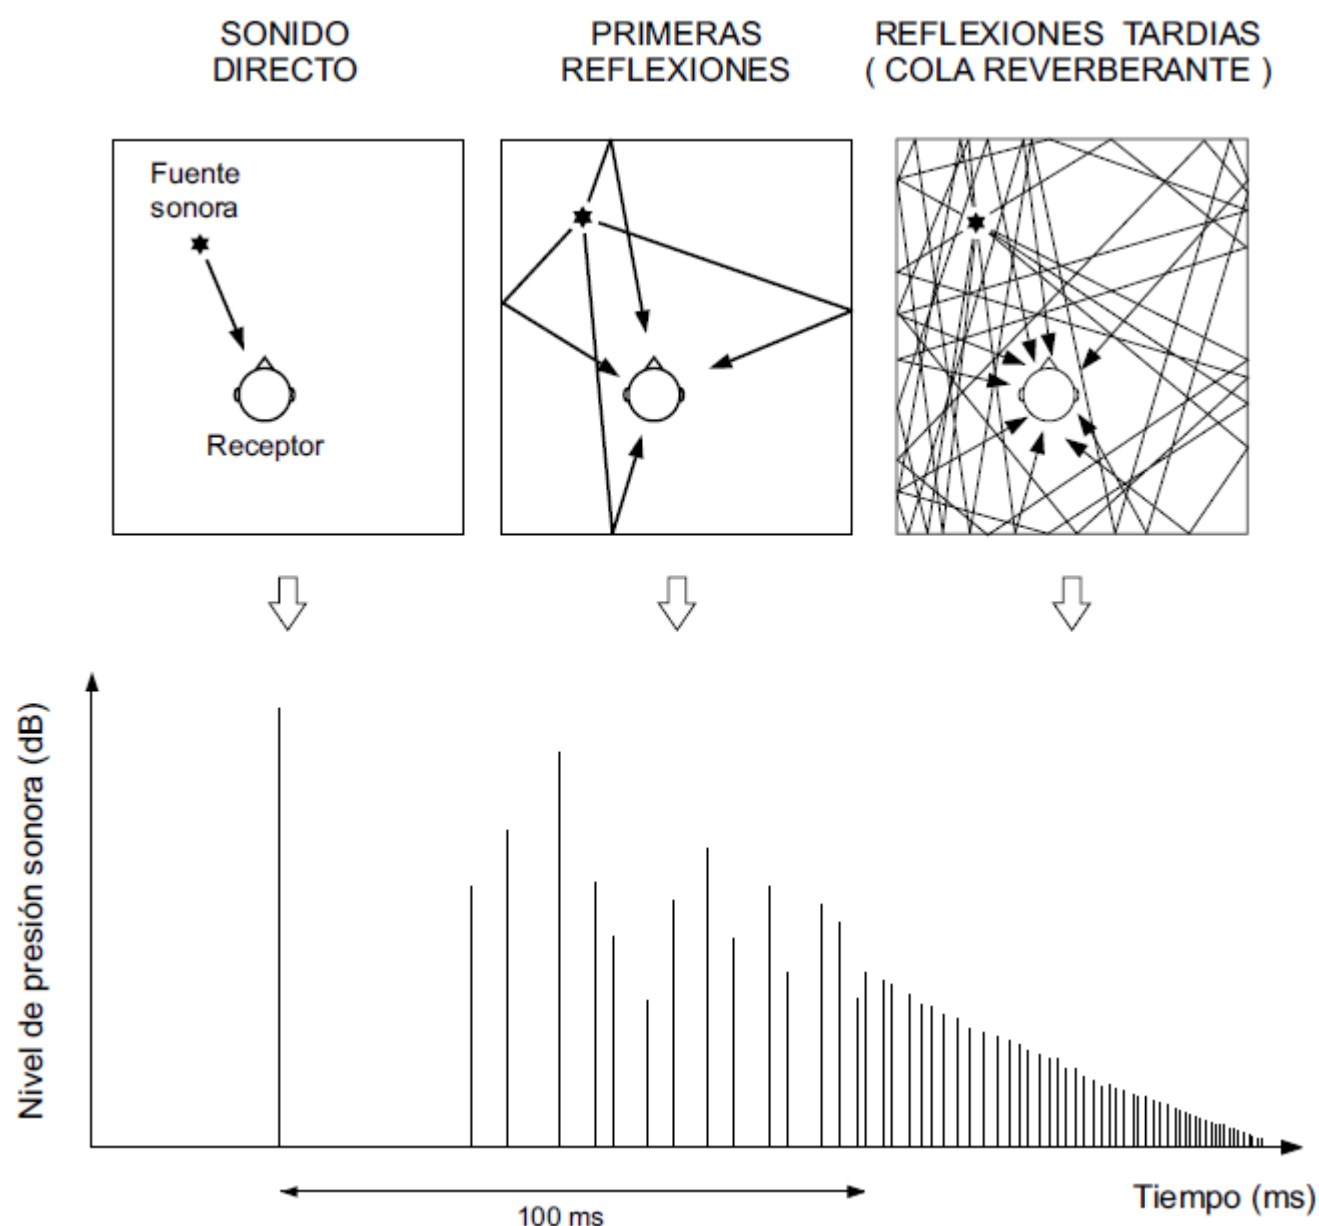 SONIDO
DIRECTO
PRIMERAS
REFLEXIONES
REFLEXIONES TARDIAS
( COLA REVERBERANTE )
Fuente
sonora
Receptor
Nivel de presión sonora (dB)
100 ms
Tiempo (ms)